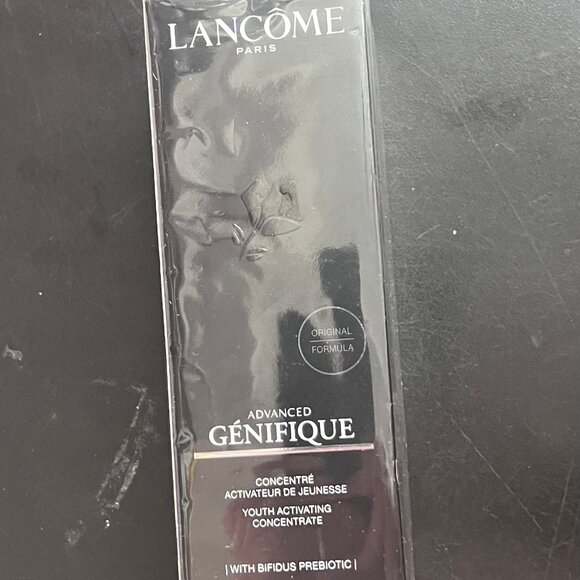 LANCÔME
PARIS
ORIGINAL
FORMULA
ADVANCED
GÉNIFIQUE
CONCENTRÉ
ACTIVATEUR DE JEUNESSE
YOUTH ACTIVATING
CONCENTRATE
| WITH BIFIDUS PREBIOTIC |